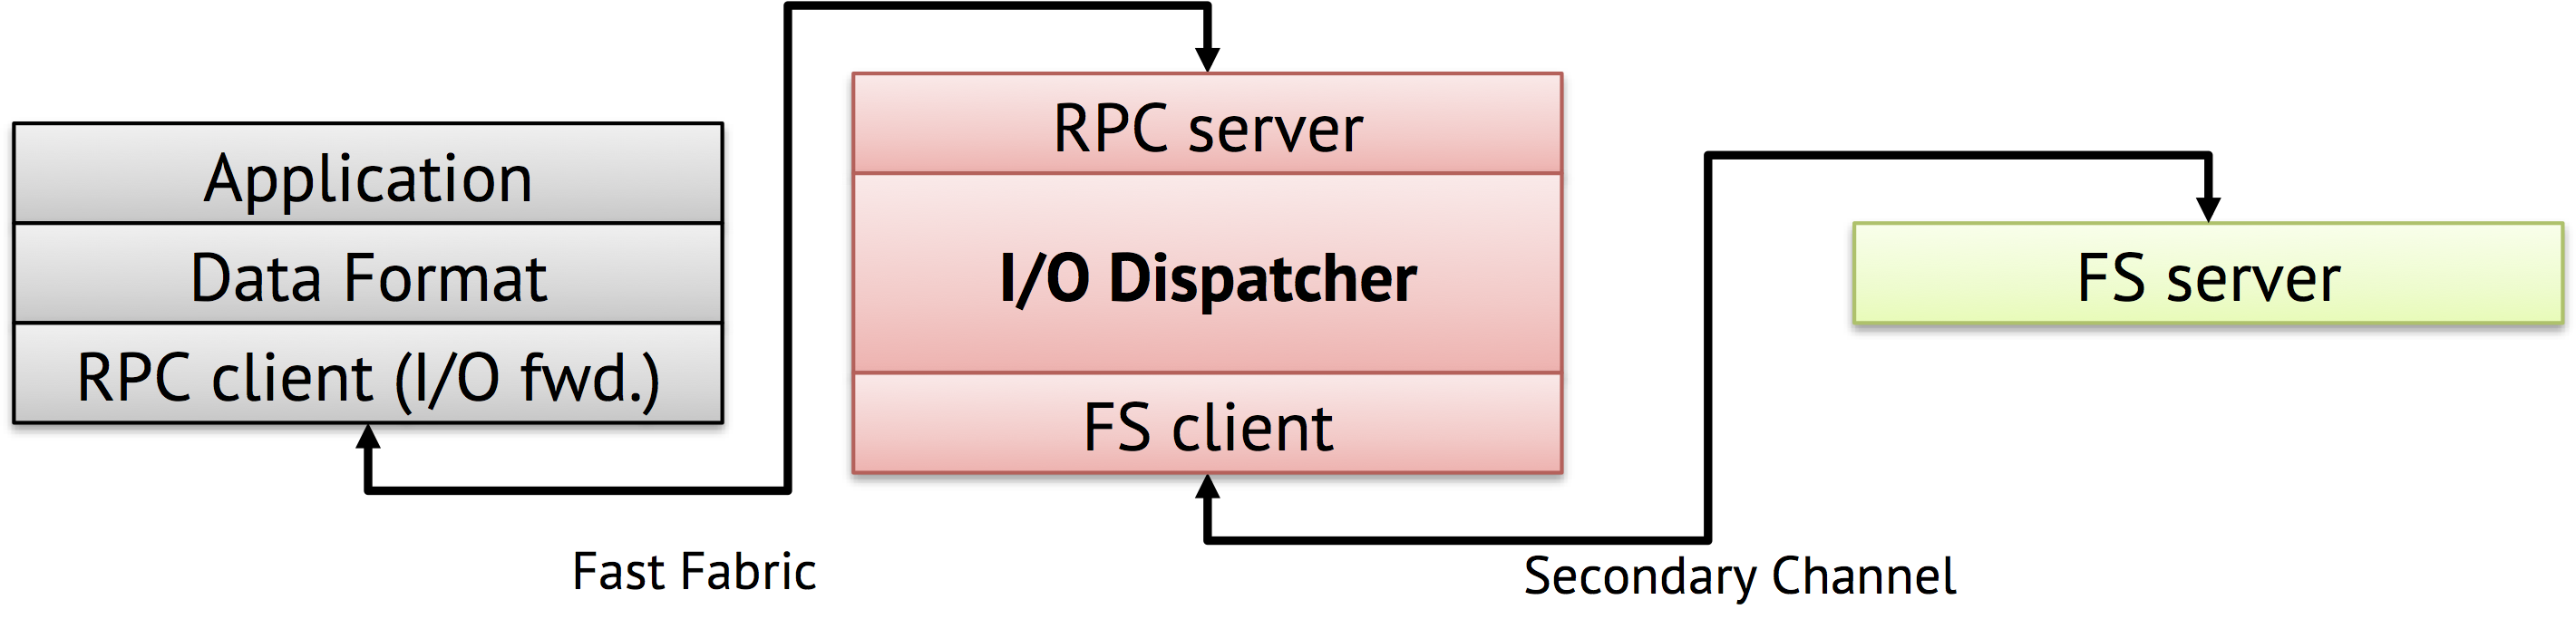 Application
Data Format
RPC client (I/O fwd.)
Fast Fabric
RPC server
I/O Dispatcher
FS client
Secondary Channel
FS server